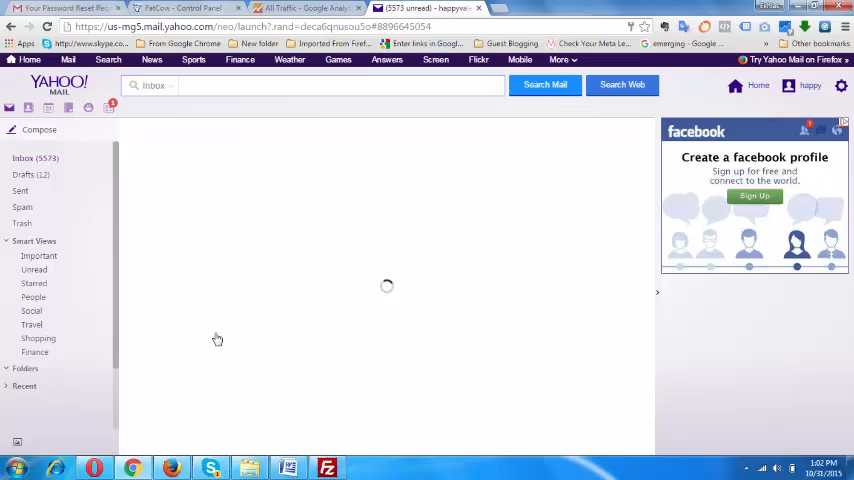 Your Password Reset Rec
FatCow - Control Panel
All Traffic - Google Analyt
(5573 unread) - happyval
Ekhlas
https://us-mg5.mail.yahoo.com/neo/launch?.rand=deca6qnusou5o#8896645054
Apps
http://www.skype.co
From Google Chrome
New folder
Imported From Firef
Enter links in Googl
Guest Blogging
Check Your Meta Le
emerging - Google
»
Other bookmarks
Home Mail Search News Sports Finance Weather Games Answers Screen Flickr Mobile More
Try Yahoo Mail on Firefox »
YAHOO!
MAIL
Inbox
Search Mail
Search Web
Home
happy
1
Compose
Inbox (5573)
Drafts (12)
Sent
Spam
Trash
Smart Views
Important
Unread
Starred
People
Social
Travel
Shopping
Finance
Folders
Recent
facebook
Create a facebook profile
Sign up for free and
connect to the world.
Sign Up
1:02 PM
10/31/2015